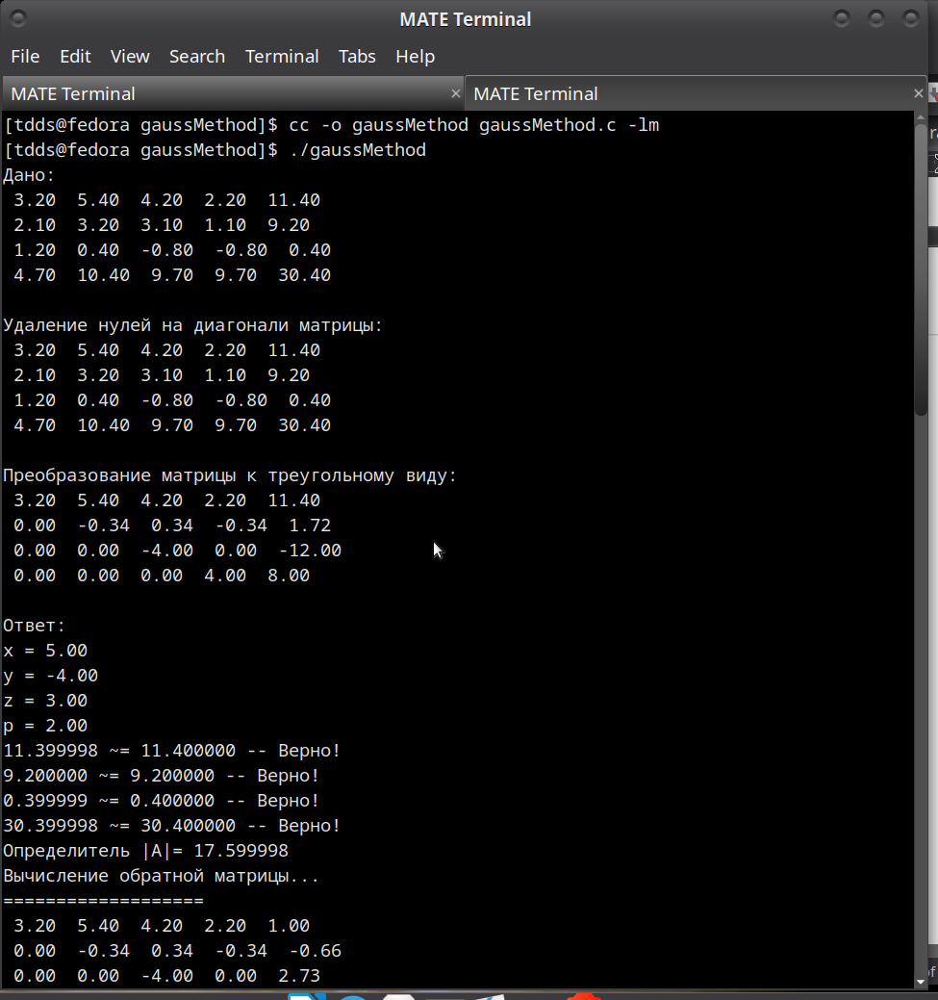 MATE Terminal
File Edit View Search Terminal Tabs Help
MATE Terminal × MATE Terminal ×
[tdds@fedora gaussMethod]$ cc -o gaussMethod gaussMethod.c -lm
[tdds@fedora gaussMethod]$ ./gaussMethod
Дано:
3.20 5.40 4.20 2.20 11.40
2.10 3.20 3.10 1.10 9.20
1.20 0.40 -0.80 -0.80 0.40
4.70 10.40 9.70 9.70 30.40
Удаление нулей на диагонали матрицы:
3.20 5.40 4.20 2.20 11.40
2.10 3.20 3.10 1.10 9.20
1.20 0.40 -0.80 -0.80 0.40
4.70 10.40 9.70 9.70 30.40
Преобразование матрицы к треугольному виду:
3.20 5.40 4.20 2.20 11.40
0.00 -0.34 0.34 -0.34 1.72
0.00 0.00 -4.00 0.00 -12.00
0.00 0.00 0.00 4.00 8.00
Ответ:
x = 5.00
y = -4.00
z = 3.00
p = 2.00
11.399998 ~= 11.400000 -- Верно!
9.200000 ~= 9.200000 -- Верно!
0.399999 ~= 0.400000 -- Верно!
30.399998 ~= 30.400000 -- Верно!
Определитель |A|= 17.599998
Вычисление обратной матрицы...
===================
3.20 5.40 4.20 2.20 1.00
0.00 -0.34 0.34 -0.34 -0.66
0.00 0.00 -4.00 0.00 2.73